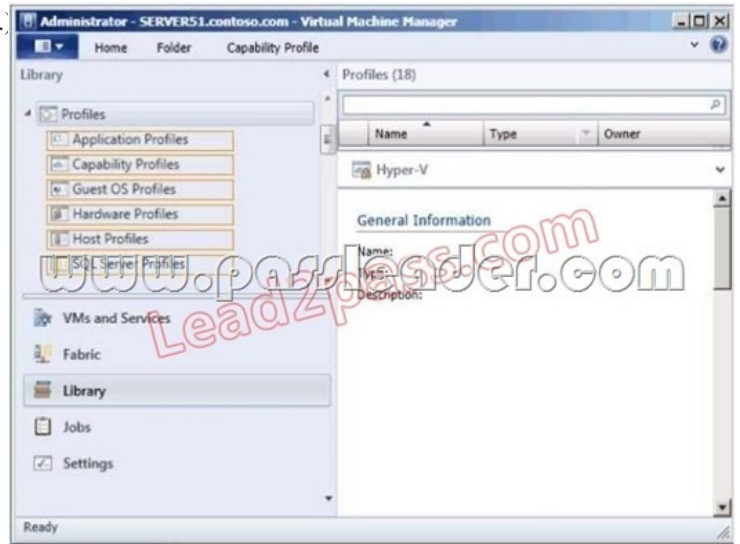 .)
Administrator - SERVER51.contoso.com - Virtual Machine Manager
Home Folder Capability Profile
Library
Profiles
Application Profiles
Capability Profiles
Guest OS Profiles
Hardware Profiles
Host Profiles
SQL Server Profiles
VMs and Services
Fabric
Library
Jobs
Settings
Profiles (18)
Name Type Owner
Hyper-V
General Information
Name:
Type:
Description:
www.passleader.com
Lead2pass.com
Ready